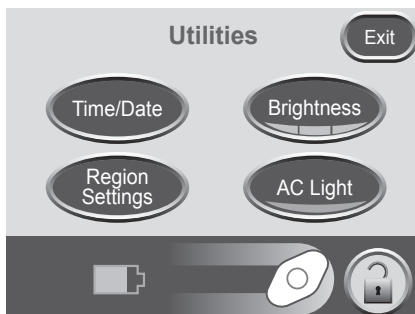 Utilities
Exit
Time/Date
Brightness
Region
Settings
AC Light